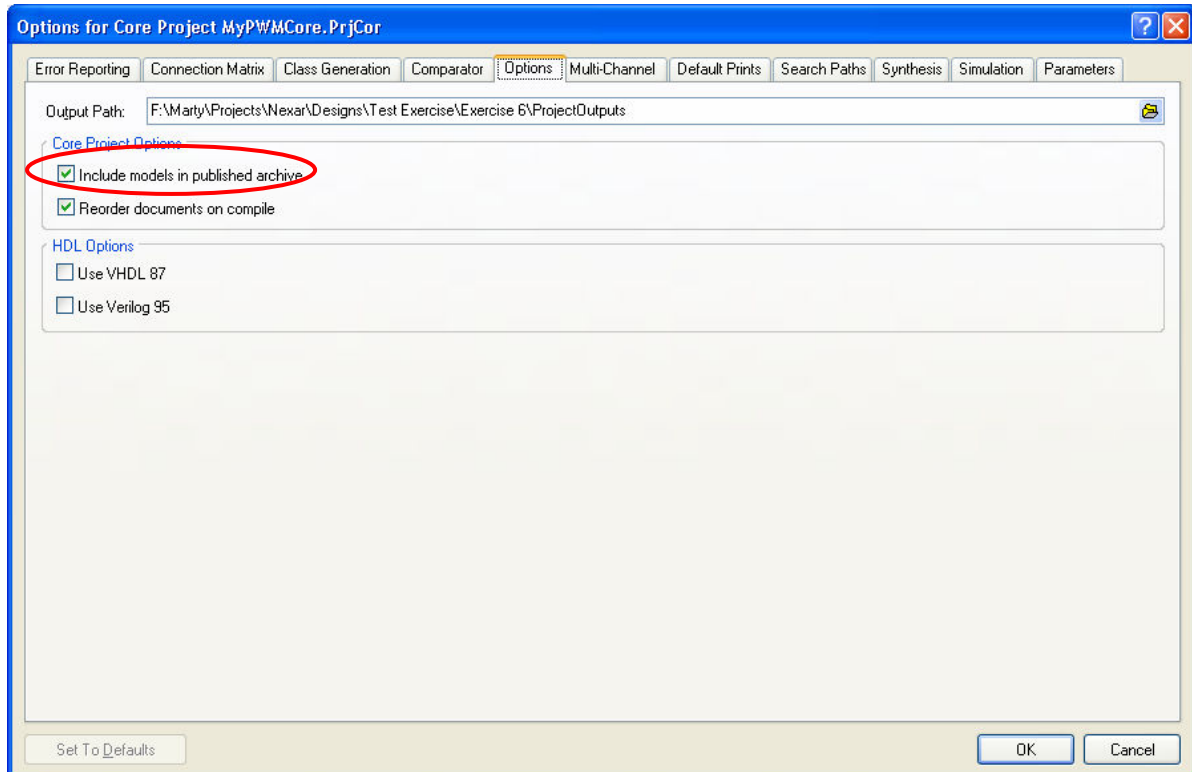 Options for Core Project MyPWMCore.PrjCor
Error Reporting Connection Matrix Class Generation Comparator Options Multi-Channel Default Prints Search Paths Synthesis Simulation Parameters
Output Path: F:\Marty\Projects\Nexar\Designs\Test Exercise\Exercise 6\ProjectOutputs
Core Project Options
Include models in published archive
Reorder documents on compile
HDL Options
Use VHDL 87
Use Verilog 95
Set To Defaults OK Cancel